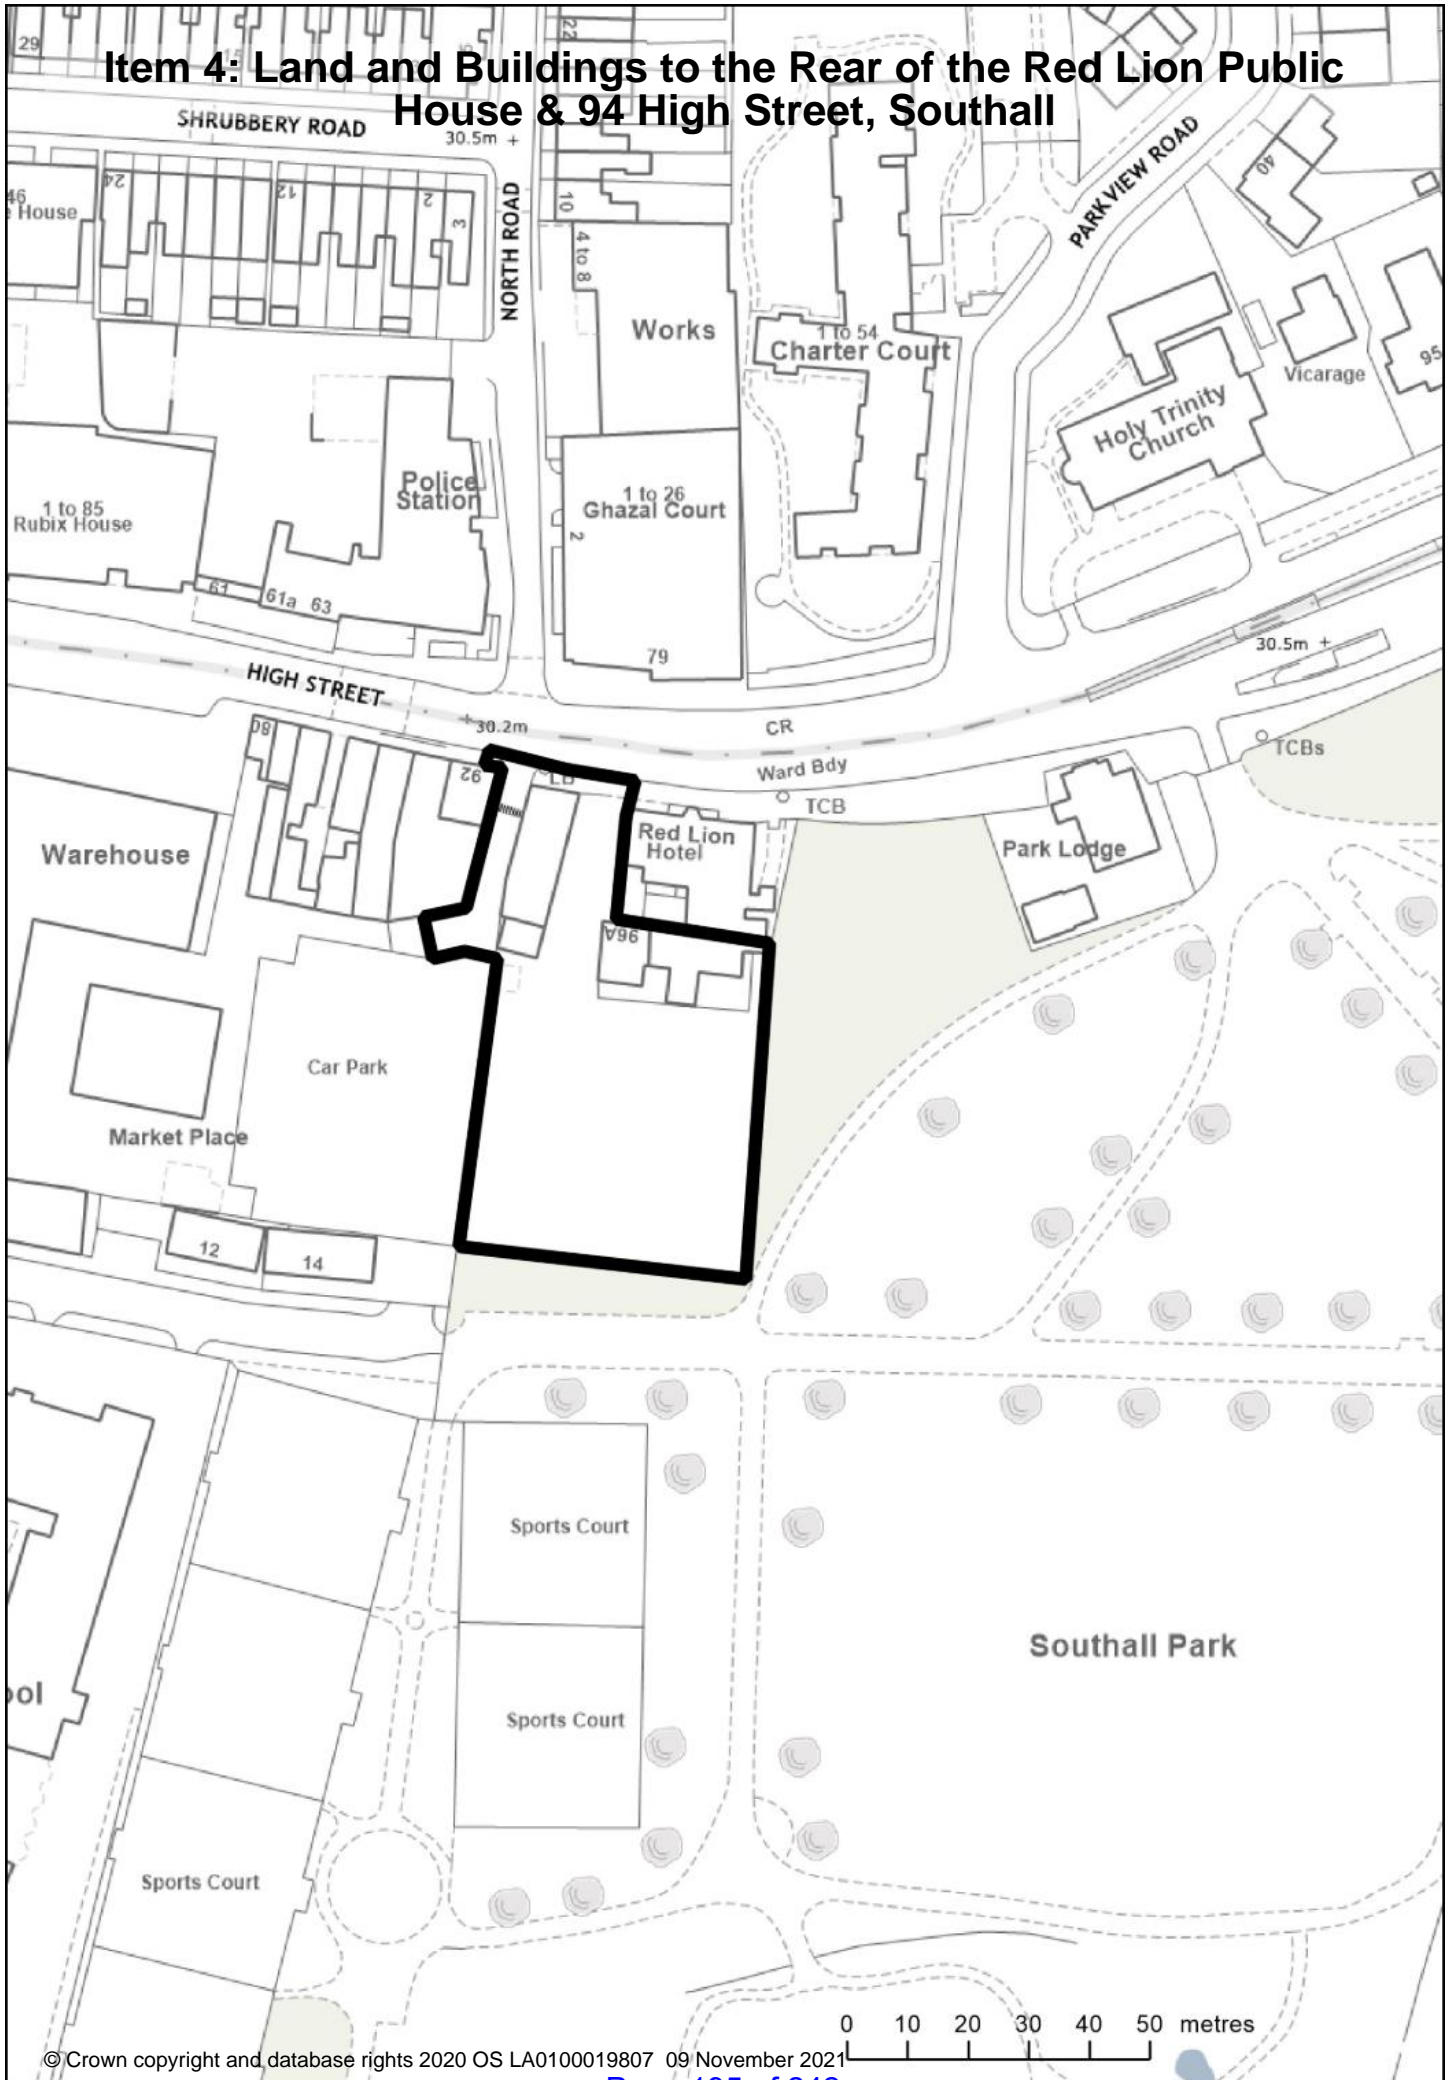 Item 4: Land and Buildings to the Rear of the Red Lion Public
House & 94 High Street, Southall
29
22
SHRUBBERY ROAD
30.5m
NORTH ROAD
PARKVIEW ROAD
40
46
House
24
12
2
3
10
4 to 8
Works
1 to 54
Charter Court
Vicarage
95
Holy Trinity
Church
Police
Station
1 to 85
Rubix House
1 to 26
Ghazal Court
2
61
61a
63
79
30.5m
HIGH STREET
30.2m
CR
Ward Bdy
TCBs
80
92
LB
TCB
Red Lion
Hotel
Park Lodge
Warehouse
96A
Car Park
Market Place
12
14
Sports Court
Southall Park
ool
Sports Court
Sports Court
0 10 20 30 40 50 metres
© Crown copyright and database rights 2020 OS LA0100019807 09 November 2021